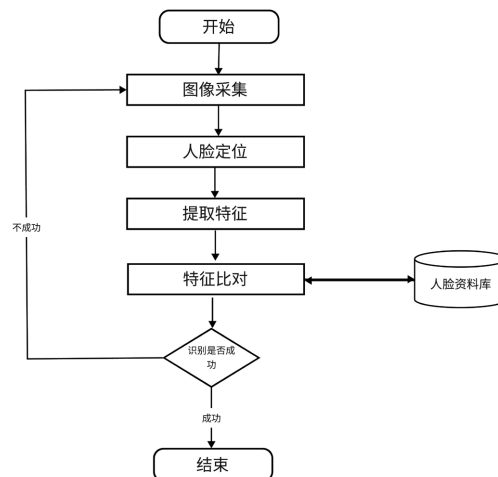 开始
图像采集
人脸定位
不成功
提取特征
特征比对
人脸资料库
识别是否成
功
成功
结束